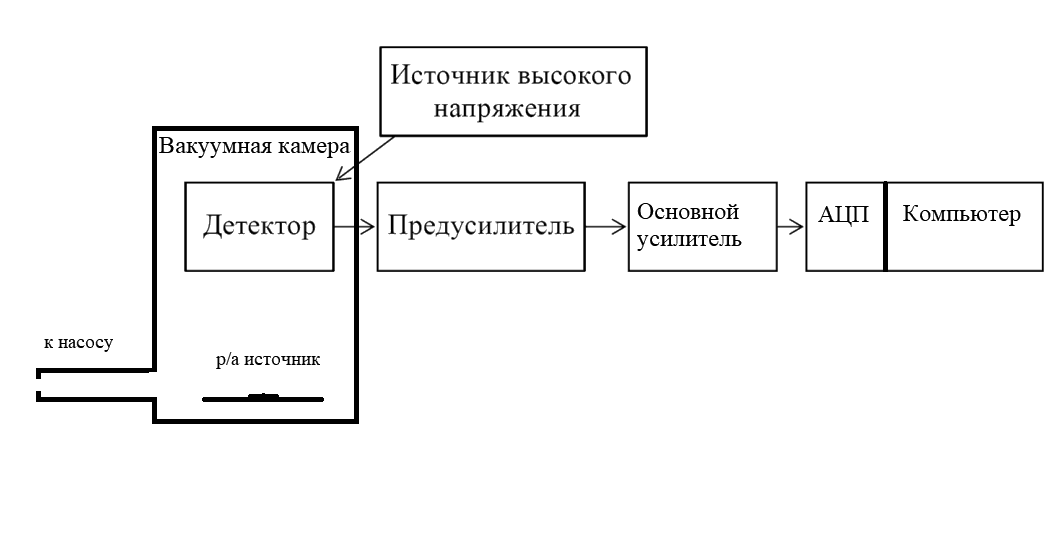 Источник высокого
напряжения
Вакуумная камера
Детектор
Предусилитель
Основной
усилитель
АЦП
Компьютер
к насосу
р/а источник